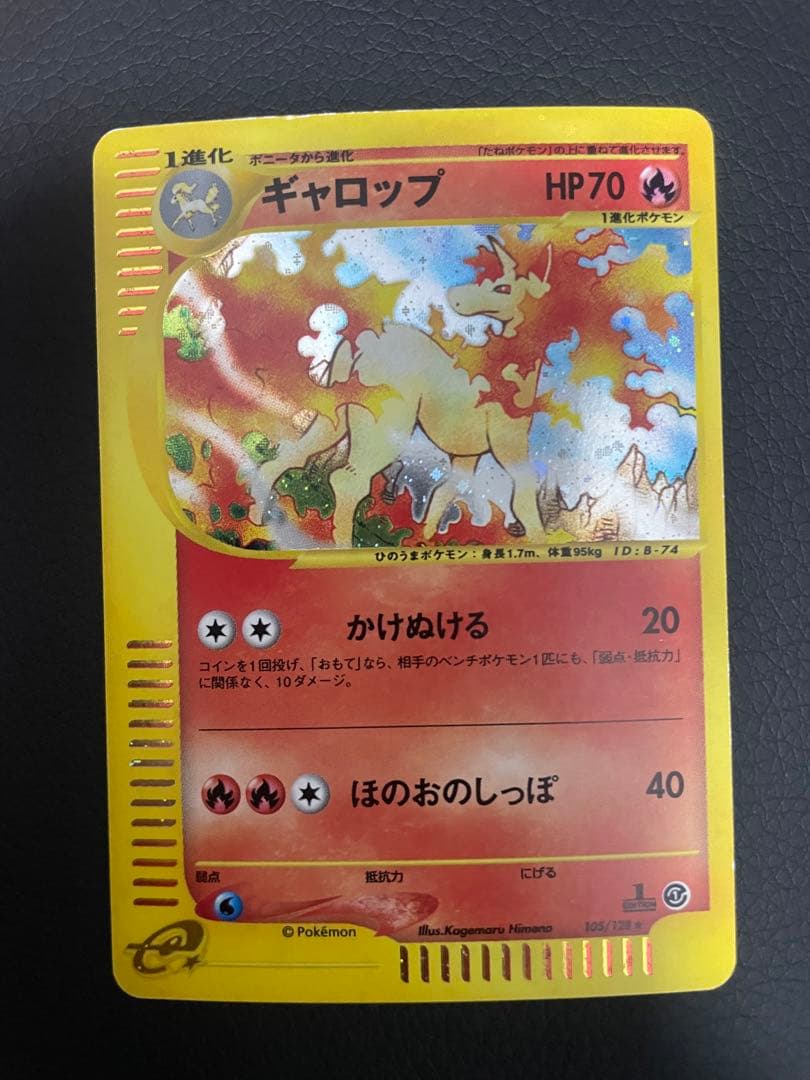 1進化 ポニータから進化 「たねポケモン」の上に重ねて進化させます。
ギャロップ HP70
1進化ポケモン
ひのうまポケモン：身長1.7m、体重95kg ID:B-74
かけぬける 20
コインを1回投げ、「おもて」なら、相手のベンチポケモン1匹にも、「弱点・抵抗力」
に関係なく、10ダメージ。
ほのおのしっぽ 40
弱点 抵抗力 にげる
1
EDITION
©Pokémon Illus.Kagemaru Himeno 105/128 ★
e